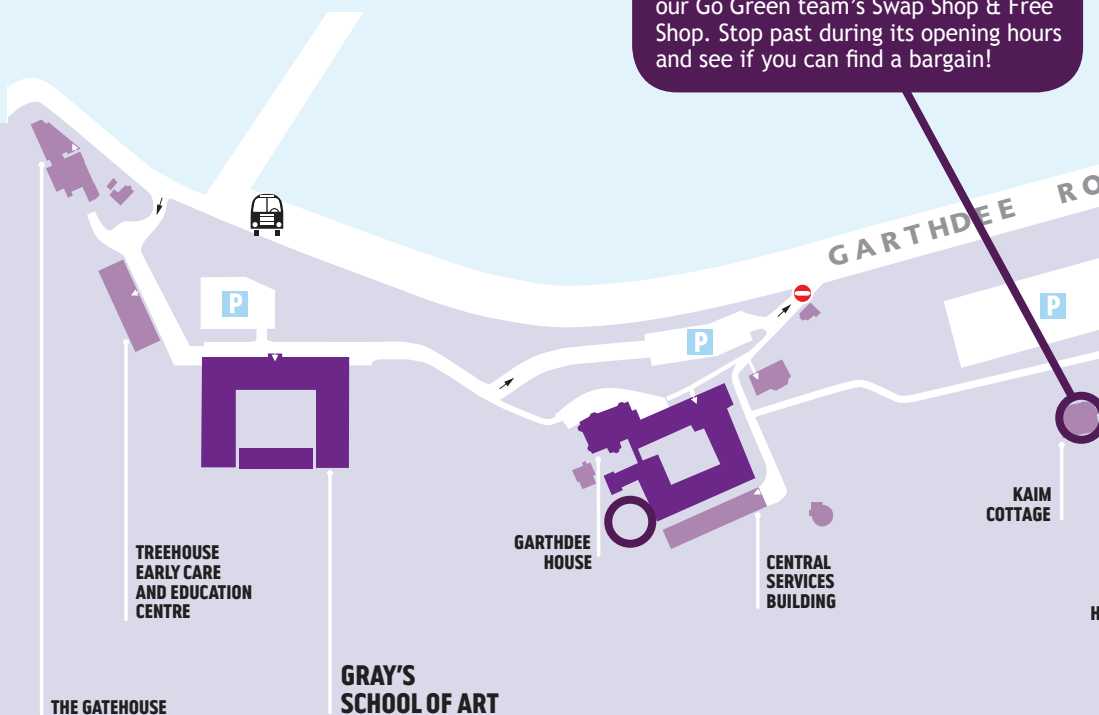 our Go Green team's Swap Shop & Free
Shop. Stop past during its opening hours
and see if you can find a bargain!
GARTHDEE RO
P
P
P
KAIM
COTTAGE
GARTHDEE
HOUSE
TREEHOUSE
EARLY CARE
AND EDUCATION
CENTRE
CENTRAL
SERVICES
BUILDING
H
GRAY'S
SCHOOL OF ART
THE GATEHOUSE